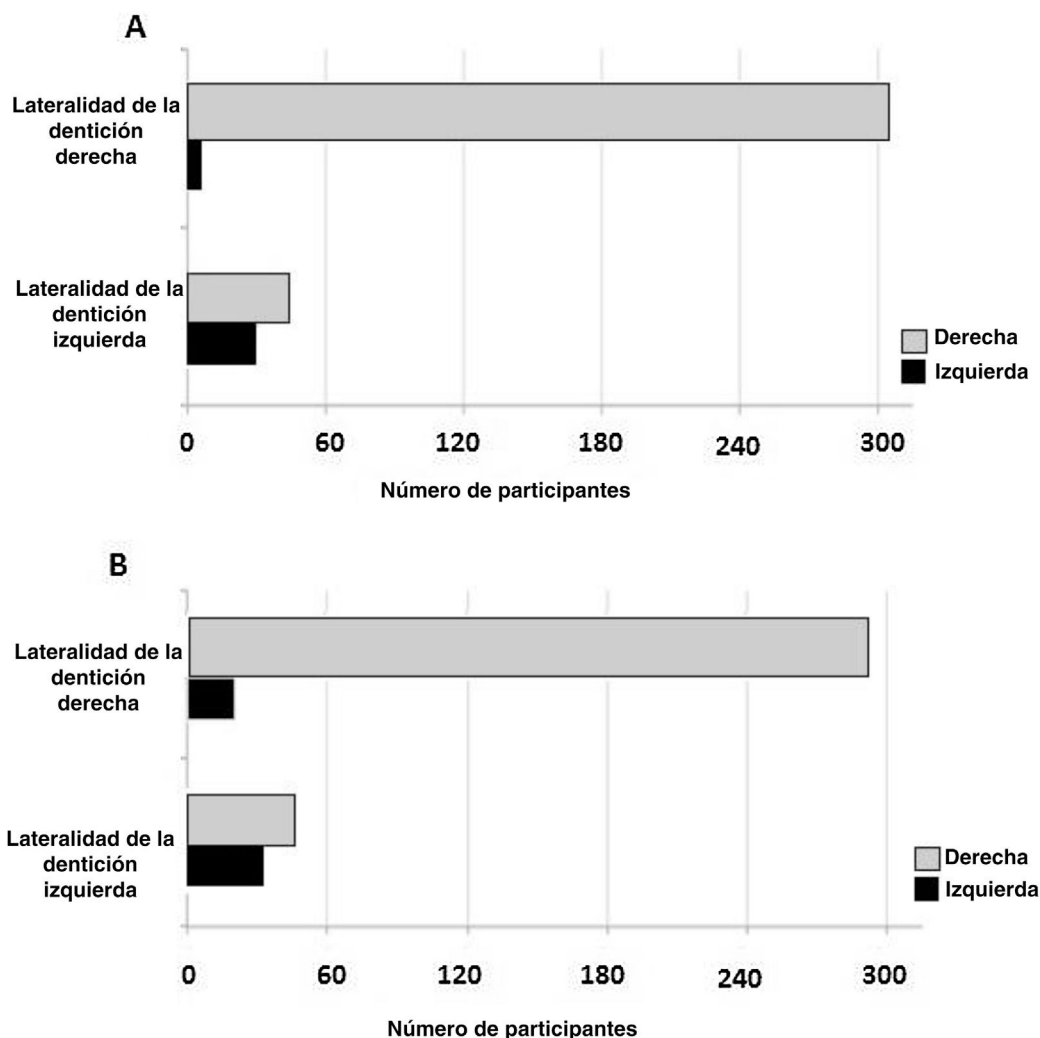 A
Lateralidad de la
dentición
derecha
Lateralidad de la
dentición
izquierda
Derecha
Izquierda
0 60 120 180 240 300
Número de participantes
B
Lateralidad de la
dentición
derecha
Lateralidad de la
dentición
izquierda
Derecha
Izquierda
0 60 120 180 240 300
Número de participantes